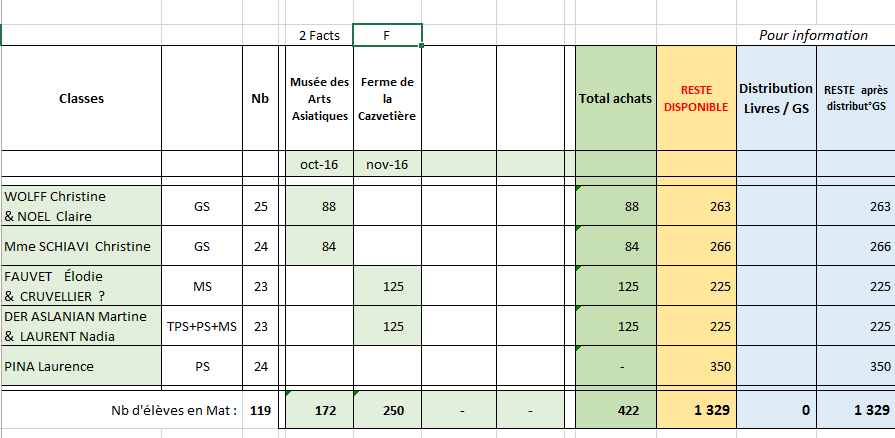 2 Facts F Pour information
Classes Nb Musée des Arts Asiatiques Ferme de la Cazvetière Total achats RESTE DISPONIBLE Distribution Livres / GS RESTE après distribut°GS
oct-16 nov-16
WOLFF Christine
& NOEL Claire GS 25 88 88 263 263
Mme SCHIAVI Christine GS 24 84 84 266 266
FAUVET Élodie
& CRUVELLIER ? MS 23 125 125 225 225
DER ASLANIAN Martine
& LAURENT Nadia TPS+PS+MS 23 125 125 225 225
PINA Laurence PS 24 - 350 350
Nb d'élèves en Mat : 119 172 250 - - 422 1 329 0 1 329